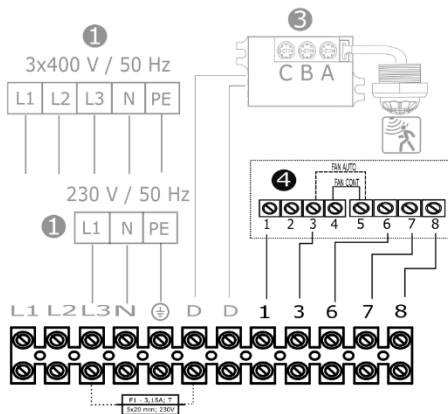 1
3x400 V / 50 Hz
L1 L2 L3 N PE
230 V / 50 Hz
1 L1 N PE
3
C B A
FAN AUTO
4 FAN CONT
1 2 3 4 5 6 7 8
L1 L2 L3 N D D 1 3 6 7 8
F1 - 3,15A; T
5x20 mm; 230V